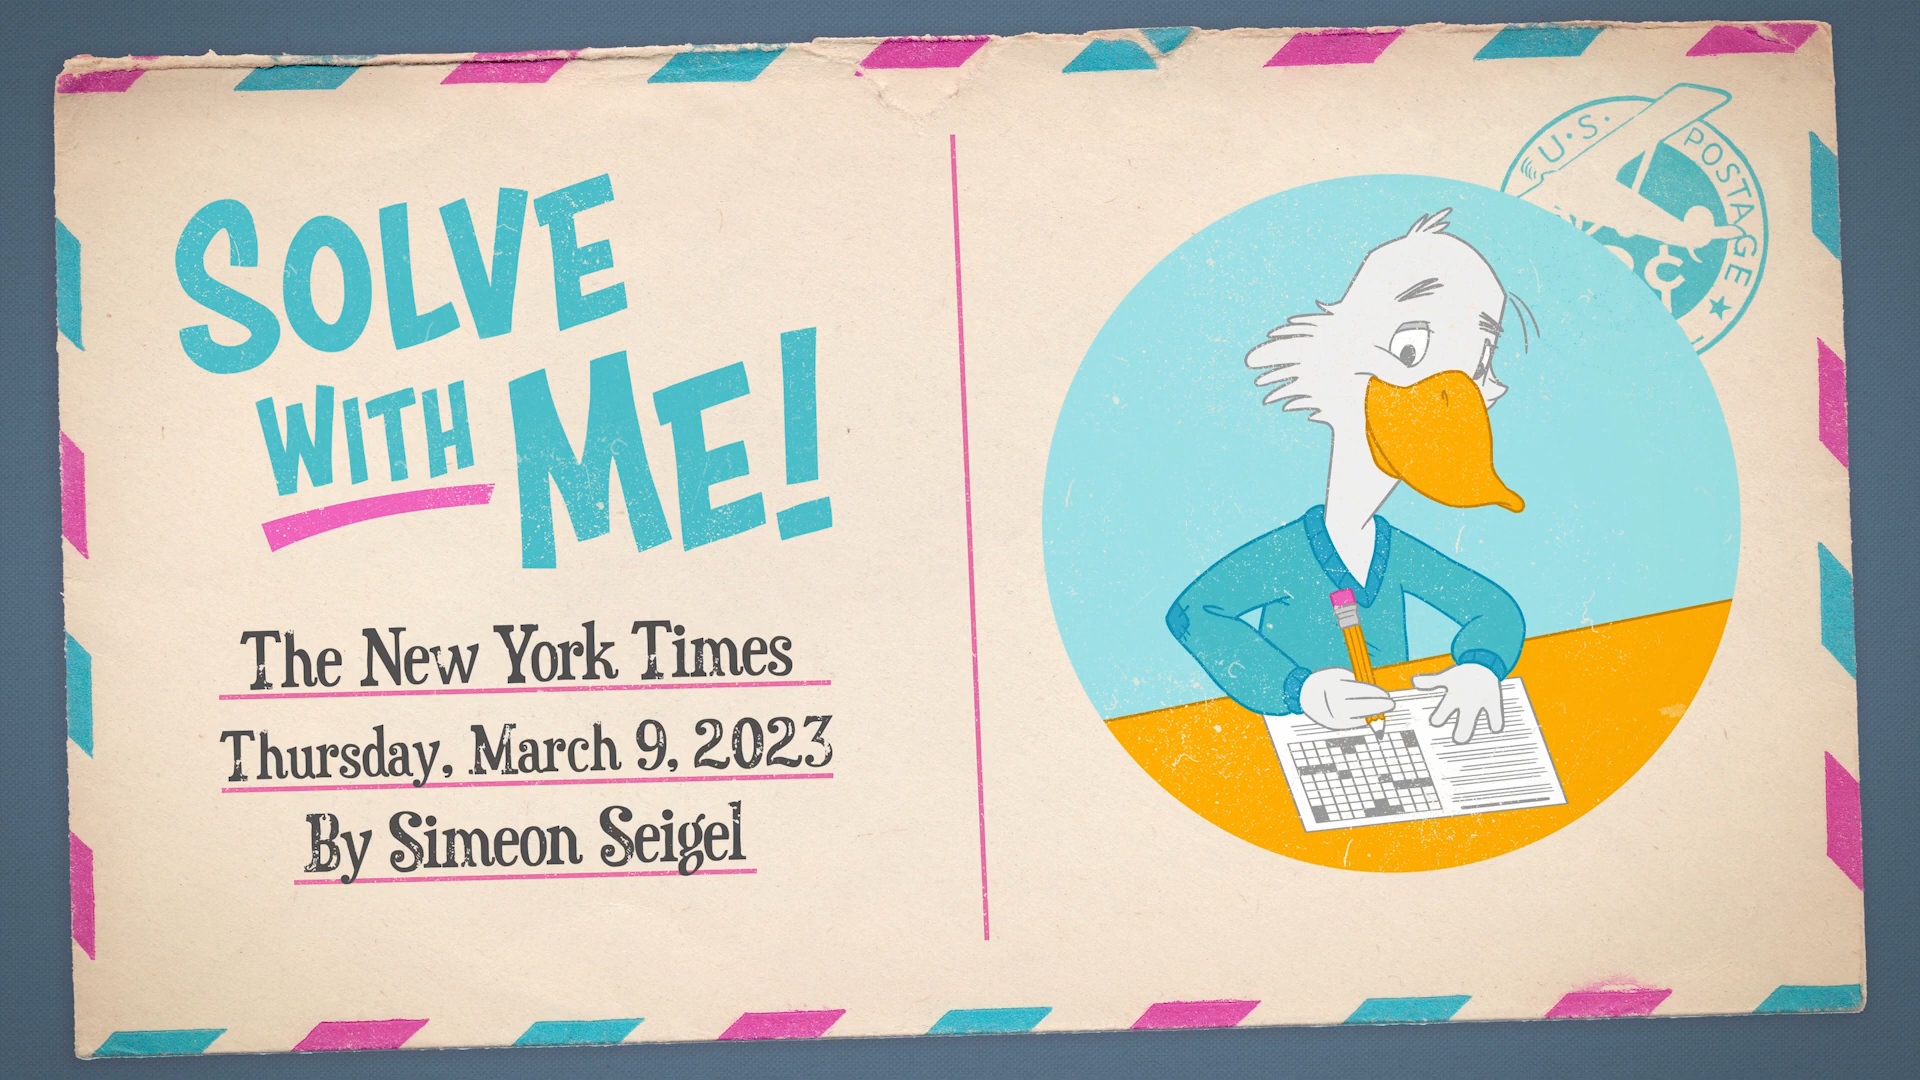 SOLVE
WITH ME!
The New York Times
Thursday, March 9, 2023
By Simeon Seigel
U.S. POSTAGE